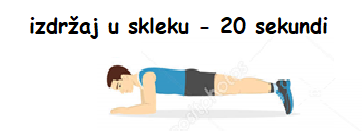 izdržaj u skleku - 20 sekundi